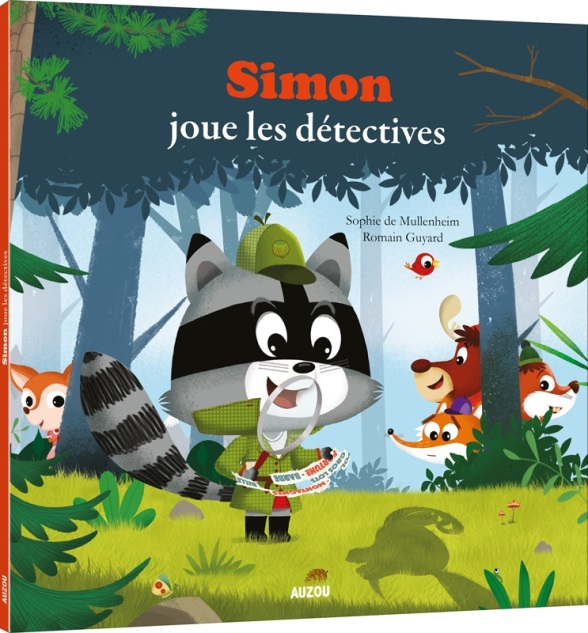 Simon
joue les détectives
Sophie de Mullenheim
Romain Guyard
Simon joue les détectives
AUZOU
AUZOU